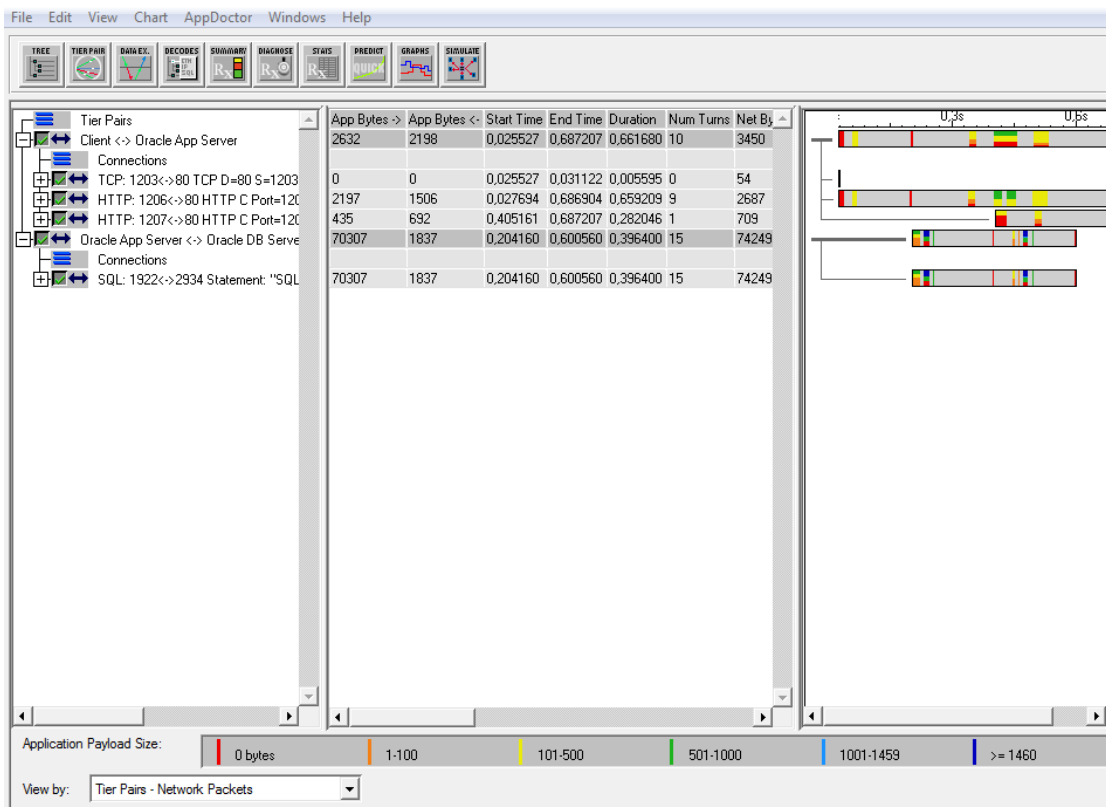 File Edit View Chart AppDoctor Windows Help
TREE TIER PAIR DATA EX. DECODES SUMMARY DIAGNOSE STATS PREDICT GRAPHS SIMULATE
QUICK
Tier Pairs
App Bytes -> App Bytes <- Start Time End Time Duration Num Turns Net By
0,3s 0,6s
Client <-> Oracle App Server 2632 2198 0,025527 0,687207 0,661680 10 3450
Connections
TCP: 1203<->80 TCP D=80 S=1203 0 0 0,025527 0,031122 0,005595 0 54
HTTP: 1206<->80 HTTP C Port=120 2197 1506 0,027694 0,686904 0,659209 9 2687
HTTP: 1207<->80 HTTP C Port=120 435 692 0,405161 0,687207 0,282046 1 709
Oracle App Server <-> Oracle DB Serve 70307 1837 0,204160 0,600560 0,396400 15 74249
Connections
SQL: 1922<->2934 Statement: "SQL 70307 1837 0,204160 0,600560 0,396400 15 74249
Application Payload Size: 0 bytes 1-100 101-500 501-1000 1001-1459 >= 1460
View by: Tier Pairs - Network Packets